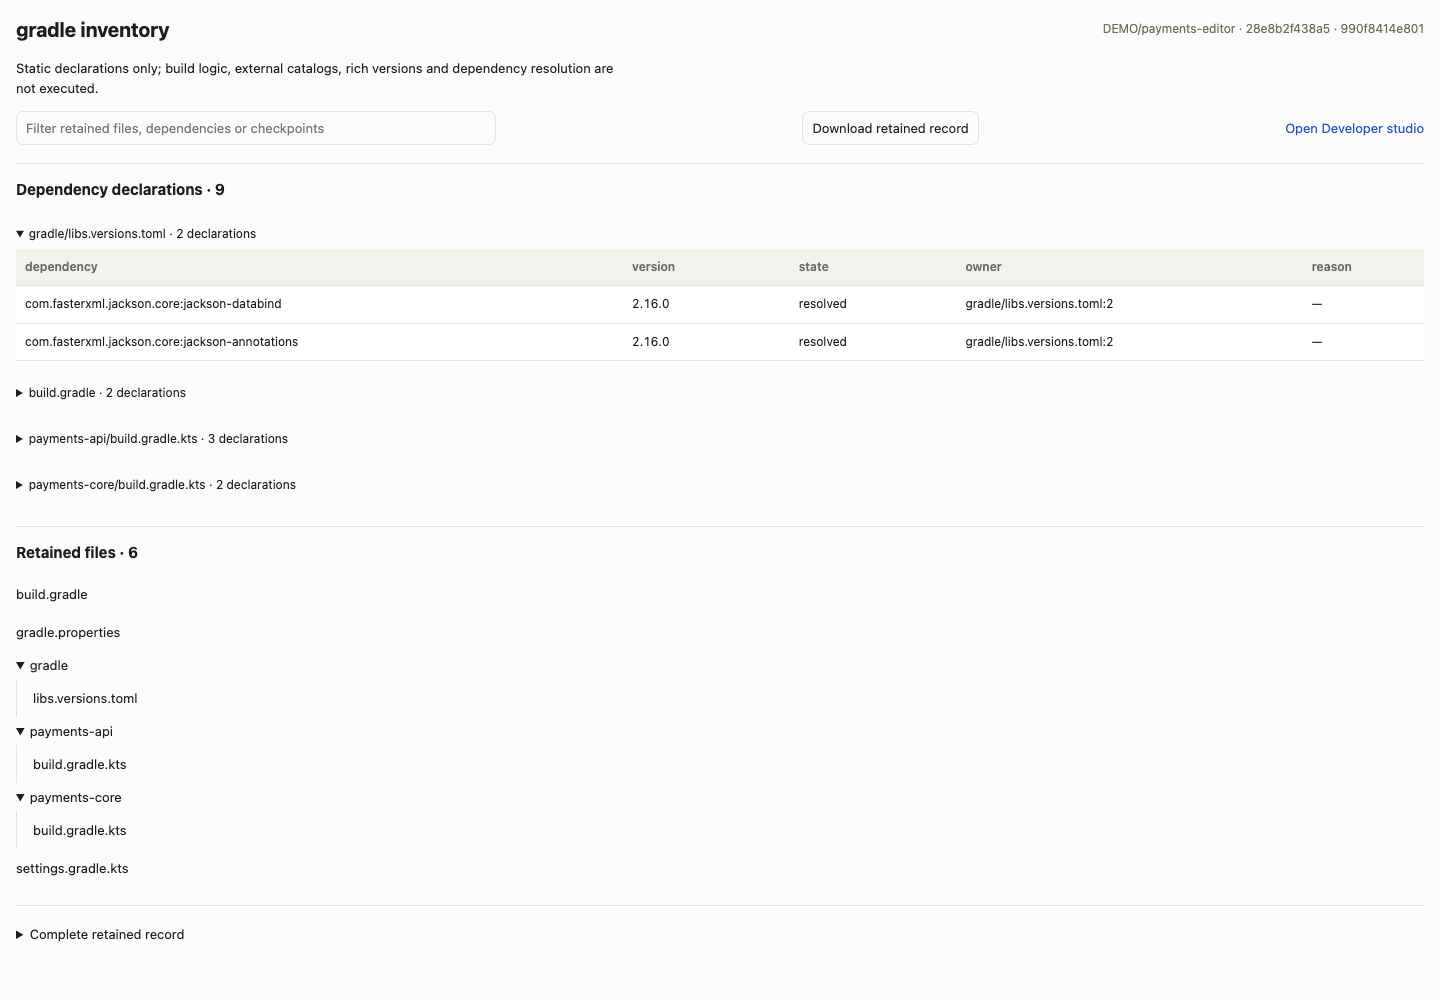 gradle inventory
DEMO/payments-editor · 28e8b2f438a5 · 990f8414e801
Static declarations only; build logic, external catalogs, rich versions and dependency resolution are
not executed.
Filter retained files, dependencies or checkpoints
Download retained record
Open Developer studio
Dependency declarations · 9
gradle/libs.versions.toml · 2 declarations
dependency version state owner reason
com.fasterxml.jackson.core:jackson-databind 2.16.0 resolved gradle/libs.versions.toml:2 —
com.fasterxml.jackson.core:jackson-annotations 2.16.0 resolved gradle/libs.versions.toml:2 —
build.gradle · 2 declarations
payments-api/build.gradle.kts · 3 declarations
payments-core/build.gradle.kts · 2 declarations
Retained files · 6
build.gradle
gradle.properties
gradle
libs.versions.toml
payments-api
build.gradle.kts
payments-core
build.gradle.kts
settings.gradle.kts
Complete retained record